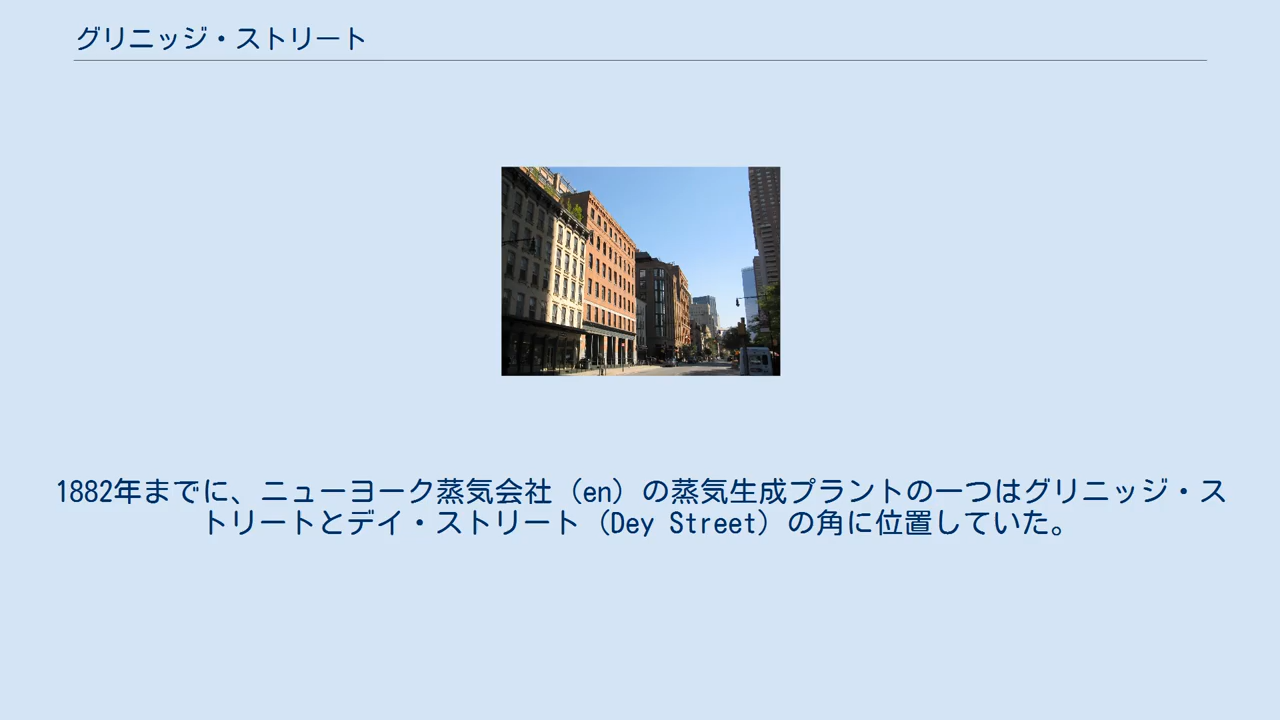 グリニッジ・ストリート
1882年までに、ニューヨーク蒸気会社（en）の蒸気生成プラントの一つはグリニッジ・ス
トリートとデイ・ストリート（Dey Street）の角に位置していた。